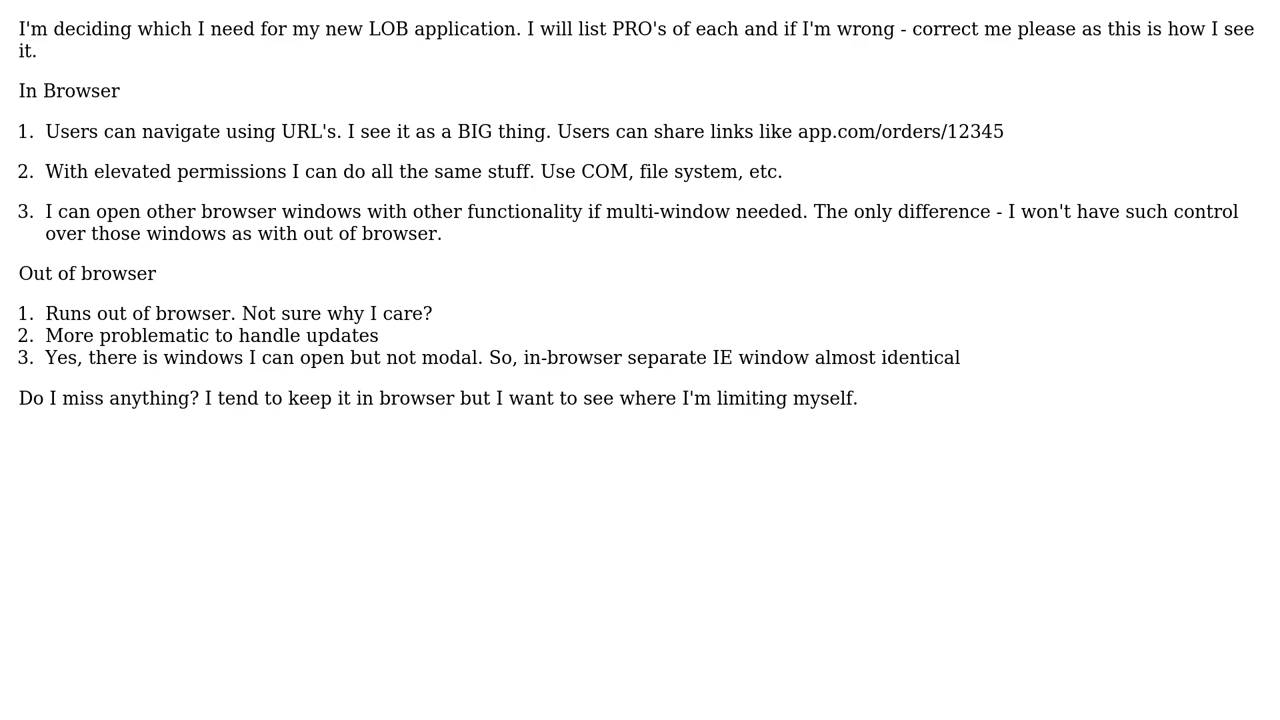 I'm deciding which I need for my new LOB application. I will list PRO's of each and if I'm wrong - correct me please as this is how I see
it.
In Browser
1. Users can navigate using URL's. I see it as a BIG thing. Users can share links like app.com/orders/12345
2. With elevated permissions I can do all the same stuff. Use COM, file system, etc.
3. I can open other browser windows with other functionality if multi-window needed. The only difference - I won't have such control
over those windows as with out of browser.
Out of browser
1. Runs out of browser. Not sure why I care?
2. More problematic to handle updates
3. Yes, there is windows I can open but not modal. So, in-browser separate IE window almost identical
Do I miss anything? I tend to keep it in browser but I want to see where I'm limiting myself.